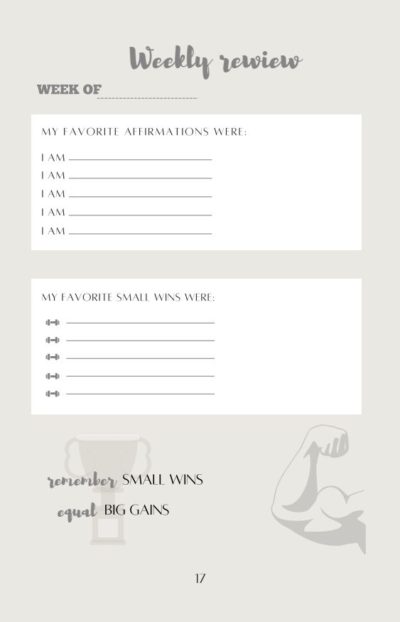 Weekly rewiew
WEEK OF
MY FAVORITE AFFIRMATIONS WERE:
I AM
I AM
I AM
I AM
I AM
MY FAVORITE SMALL WINS WERE:
remember SMALL WINS
equal BIG GAINS
17